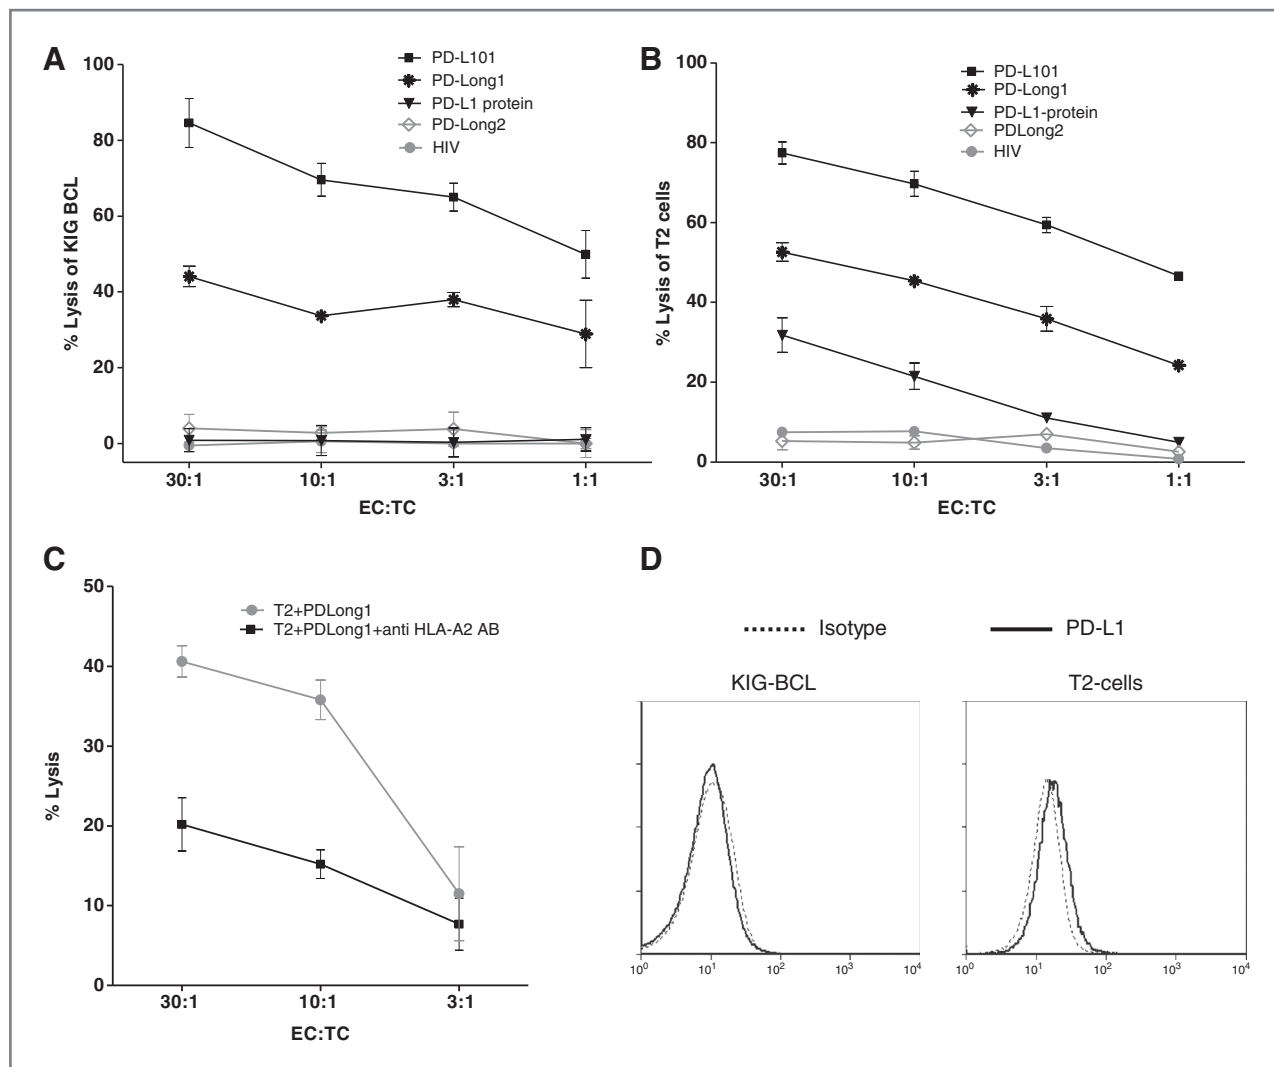 A
PD-L101
PD-Long1
PD-L1 protein
PD-Long2
HIV
100
80
60
40
20
0
% Lysis of KIG BCL
30:1 10:1 3:1 1:1
EC:TC
B
PD-L101
PD-Long1
PD-L1-protein
PDLong2
HIV
100
80
60
40
20
0
% Lysis of T2 cells
30:1 10:1 3:1 1:1
EC:TC
C
T2+PDLong1
T2+PDLong1+anti HLA-A2 AB
50
40
30
20
10
0
% Lysis
30:1 10:1 3:1
EC:TC
D
Isotype PD-L1
KIG-BCL T2-cells
10⁰ 10¹ 10² 10³ 10⁴
10⁰ 10¹ 10² 10³ 10⁴